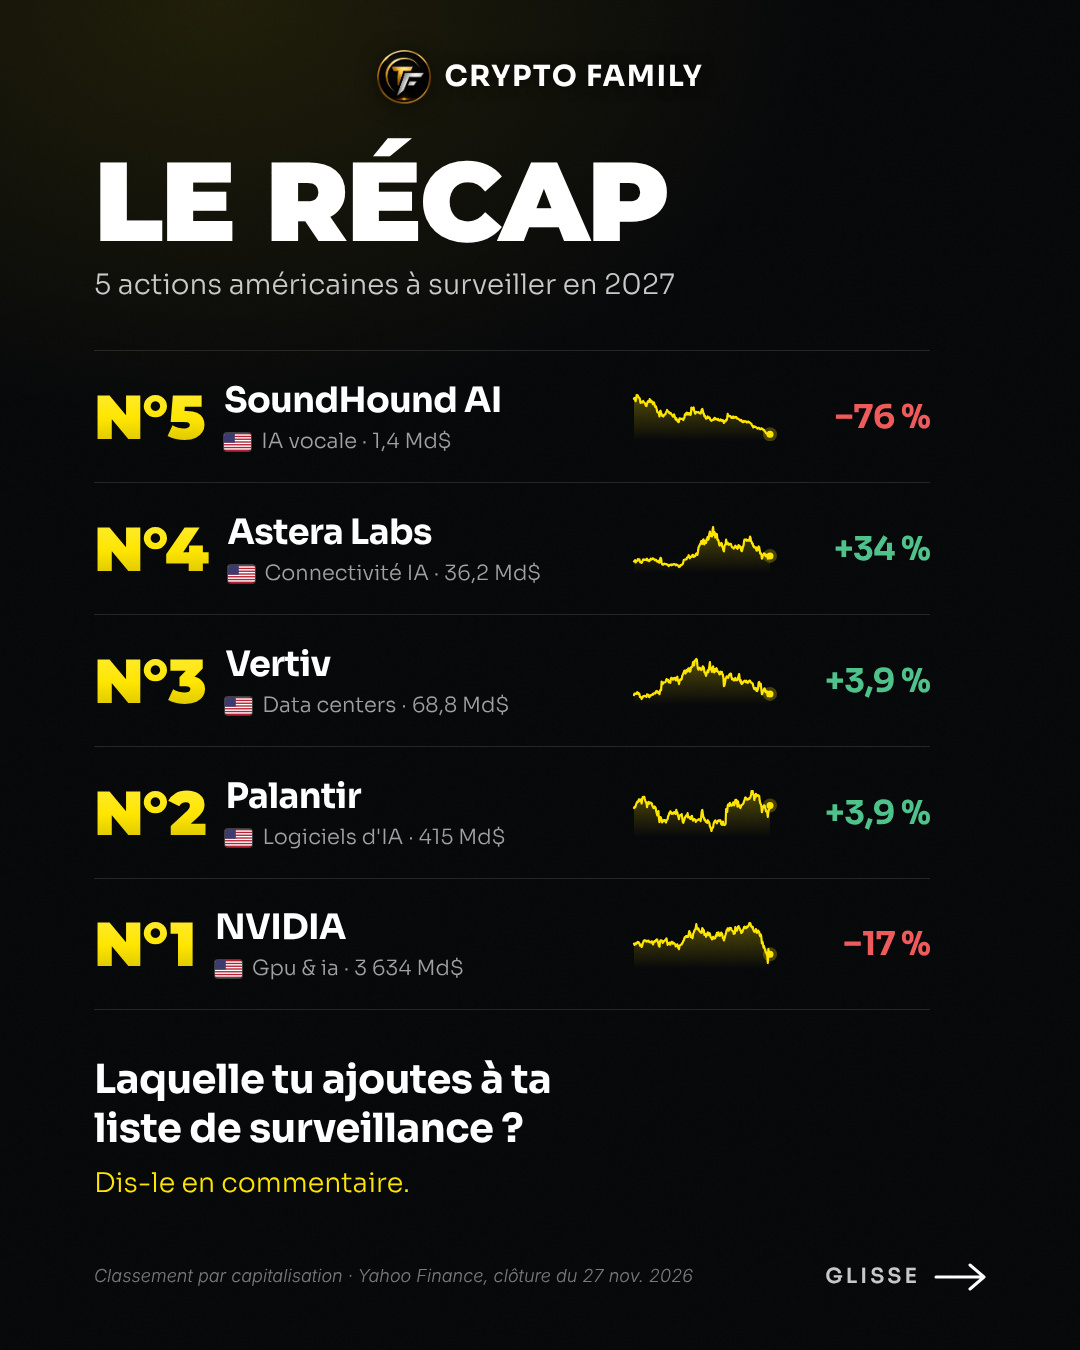 TF CRYPTO FAMILY
LE RÉCAP
5 actions américaines à surveiller en 2027
N°5 SoundHound AI −76 %
IA vocale · 1,4 Md$
N°4 Astera Labs +34 %
Connectivité IA · 36,2 Md$
N°3 Vertiv +3,9 %
Data centers · 68,8 Md$
N°2 Palantir +3,9 %
Logiciels d'IA · 415 Md$
N°1 NVIDIA −17 %
Gpu & ia · 3 634 Md$
Laquelle tu ajoutes à ta
liste de surveillance ?
Dis-le en commentaire.
Classement par capitalisation · Yahoo Finance, clôture du 27 nov. 2026 GLISSE